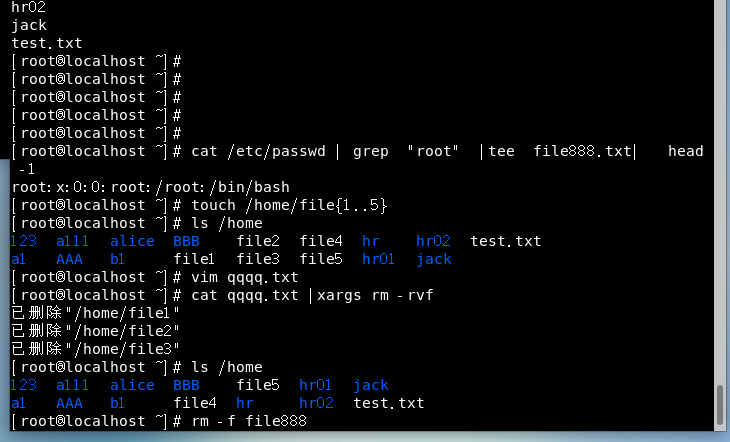 hr02
jack
test.txt
[root@localhost ~]#
[root@localhost ~]#
[root@localhost ~]#
[root@localhost ~]#
[root@localhost ~]#
[root@localhost ~]# cat /etc/passwd | grep  "root"  |tee  file888.txt|   head
 -1
root:x:0:0:root:/root:/bin/bash
[root@localhost ~]# touch /home/file{1..5}
[root@localhost ~]# ls /home
123  a111  alice  BBB    file2  file4  hr    hr02  test.txt
a1   AAA   b1     file1  file3  file5  hr01  jack
[root@localhost ~]# vim qqqq.txt
[root@localhost ~]# cat qqqq.txt |xargs rm -rvf
已删除"/home/file1"
已删除"/home/file2"
已删除"/home/file3"
[root@localhost ~]# ls /home
123  a111  alice  BBB    file5  hr01  jack
a1   AAA   b1     file4  hr     hr02  test.txt
[root@localhost ~]# rm -f file888